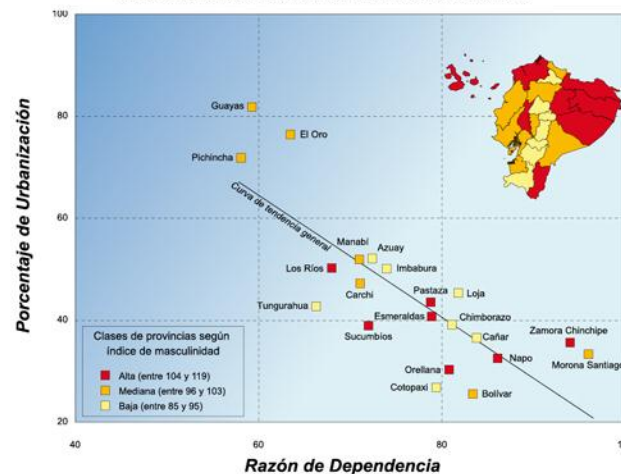 100
80
60
40
20
40
60
80
Porcentaje de Urbanización
Razón de Dependencia
Guayas
El Oro
Pichincha
Curva de tendencia general
Manabí
Azuay
Los Ríos
Imbabura
Carchi
Pastaza
Loja
Tungurahua
Esmeraldas
Chimborazo
Sucumbios
Cañar
Zamora Chinchipe
Napo
Morona Santiago
Orellana
Cotopaxi
Bolívar
Clases de provincias según
índice de masculinidad
Alta (entre 104 y 119)
Mediana (entre 96 y 103)
Baja (entre 85 y 95)